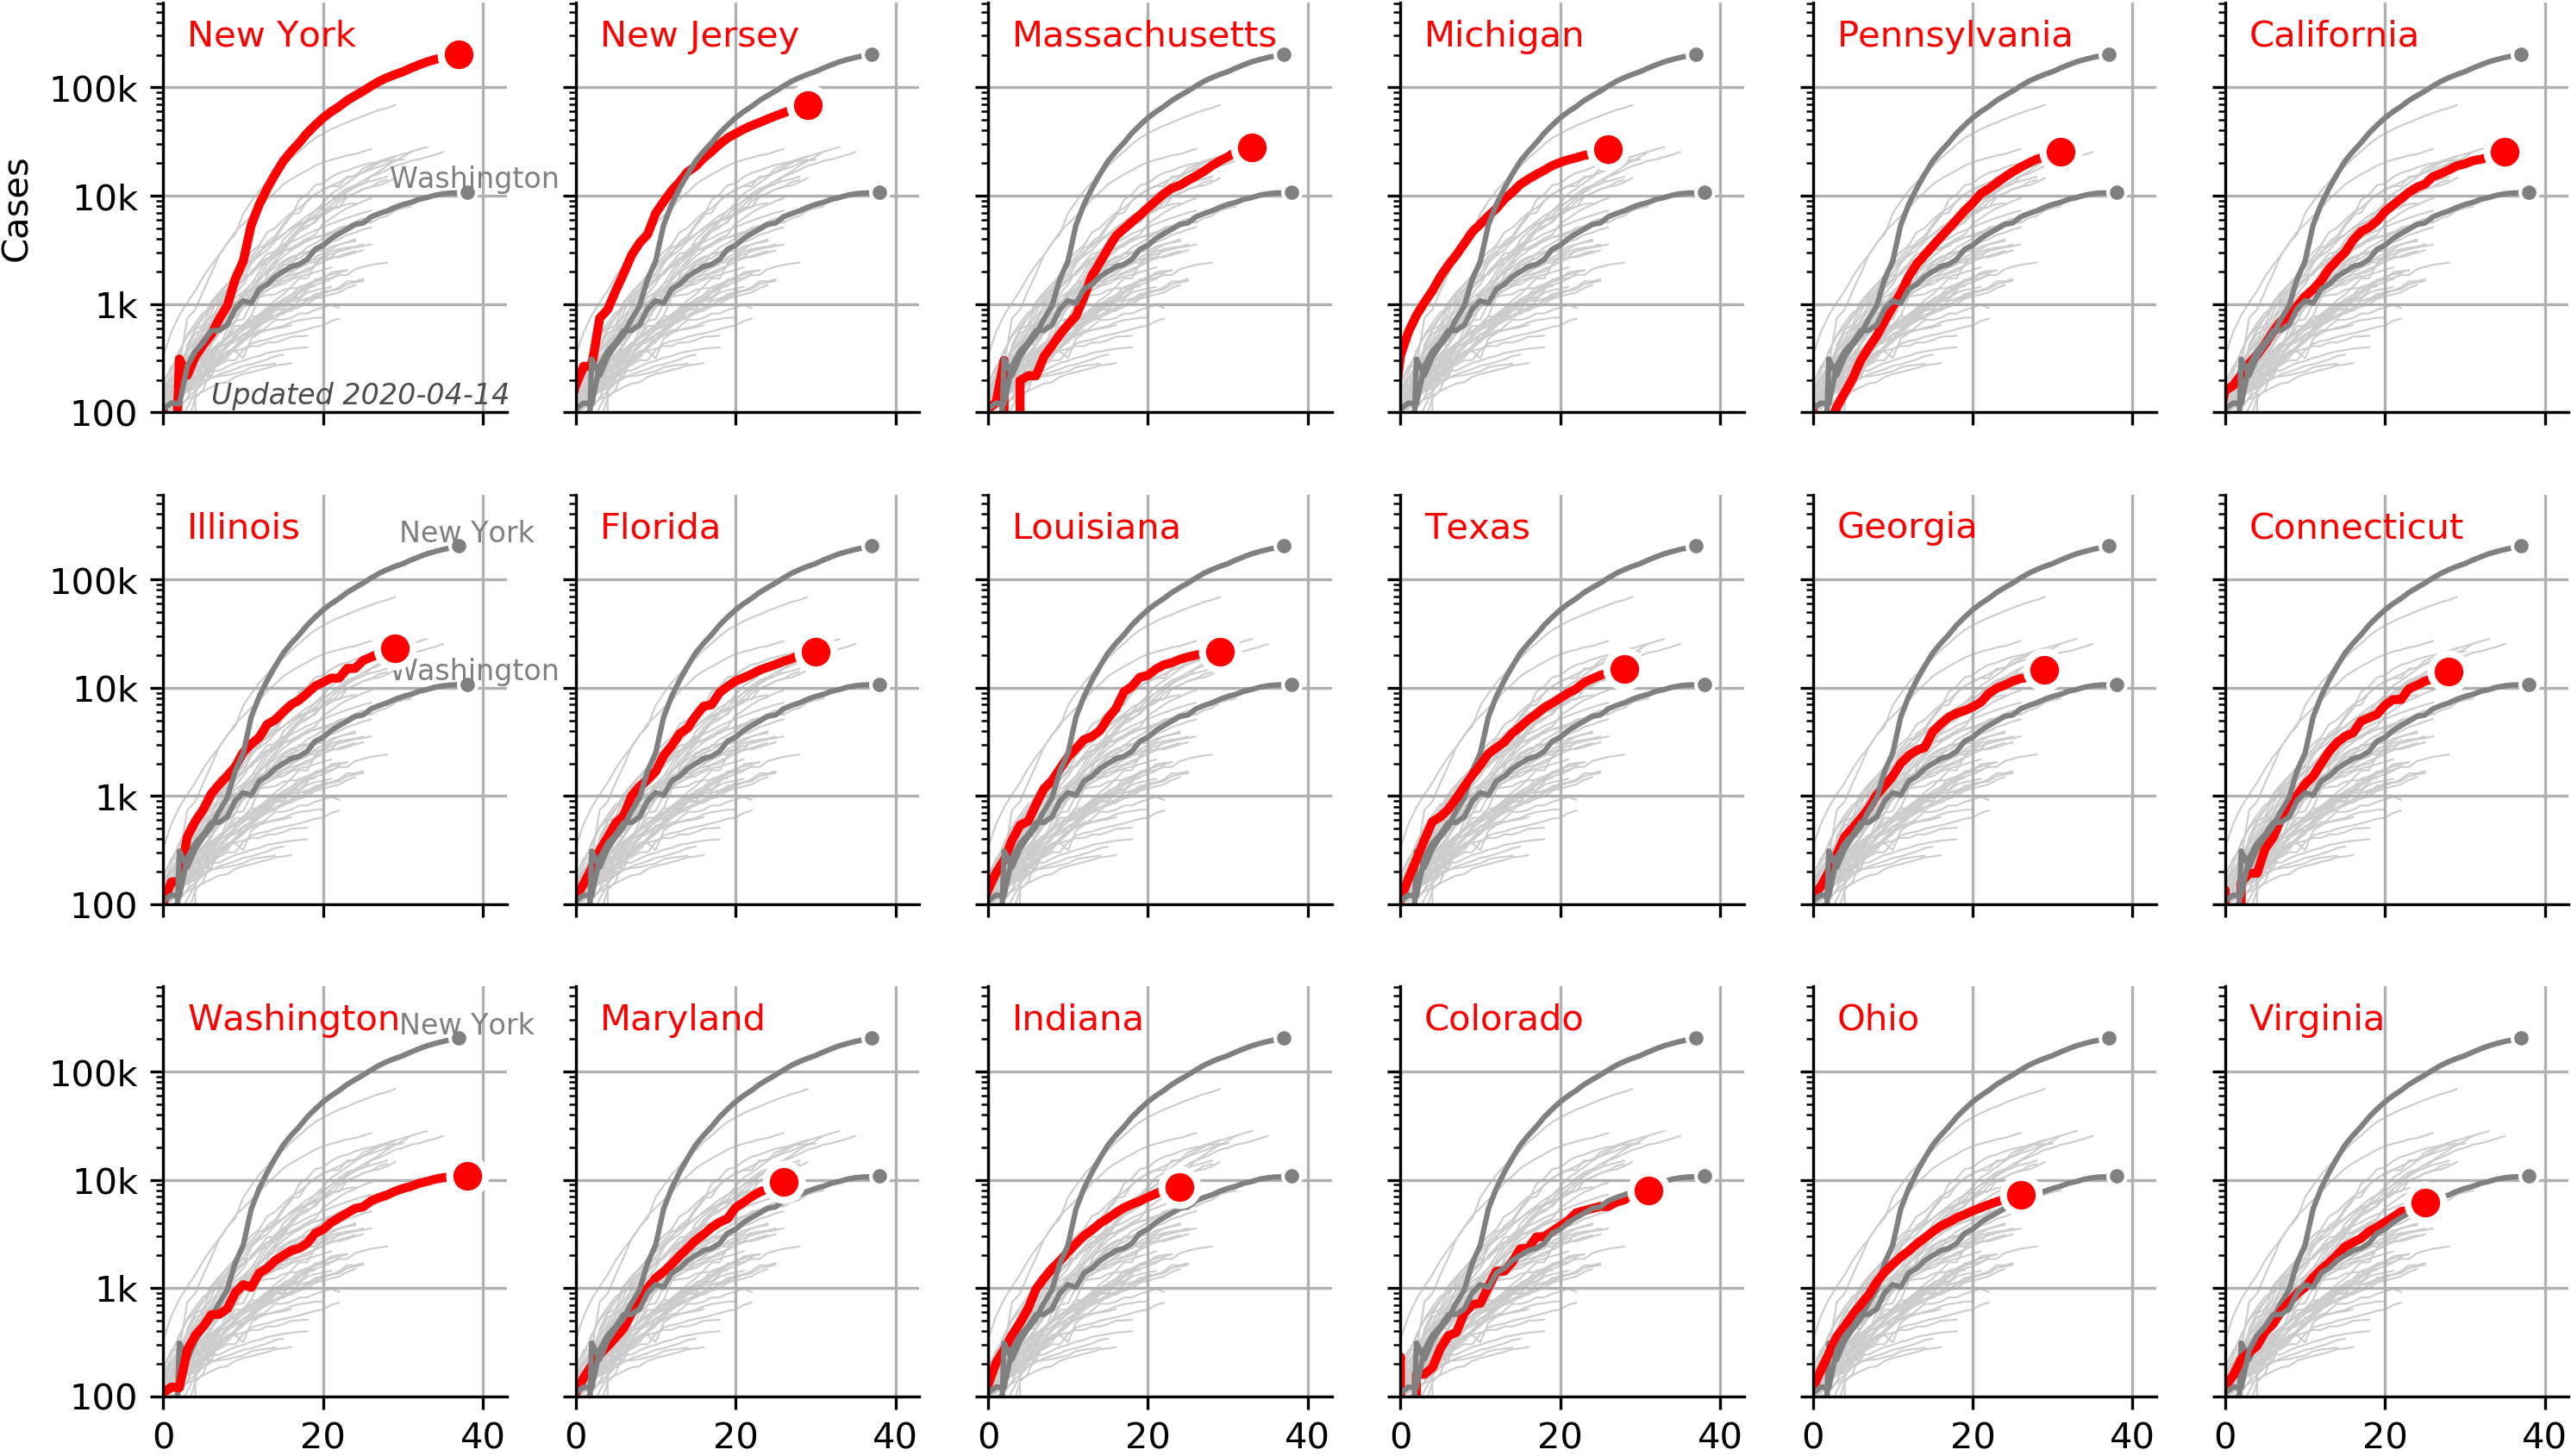 Cases
New York
New Jersey
Massachusetts
Michigan
Pennsylvania
California
100k
10k
1k
100
Washington
Updated 2020-04-14
Illinois
New York
Florida
Louisiana
Texas
Georgia
Connecticut
100k
10k
1k
100
Washington
Washington
New York
Maryland
Indiana
Colorado
Ohio
Virginia
100k
10k
1k
100
0 20 40
0 20 40
0 20 40
0 20 40
0 20 40
0 20 40